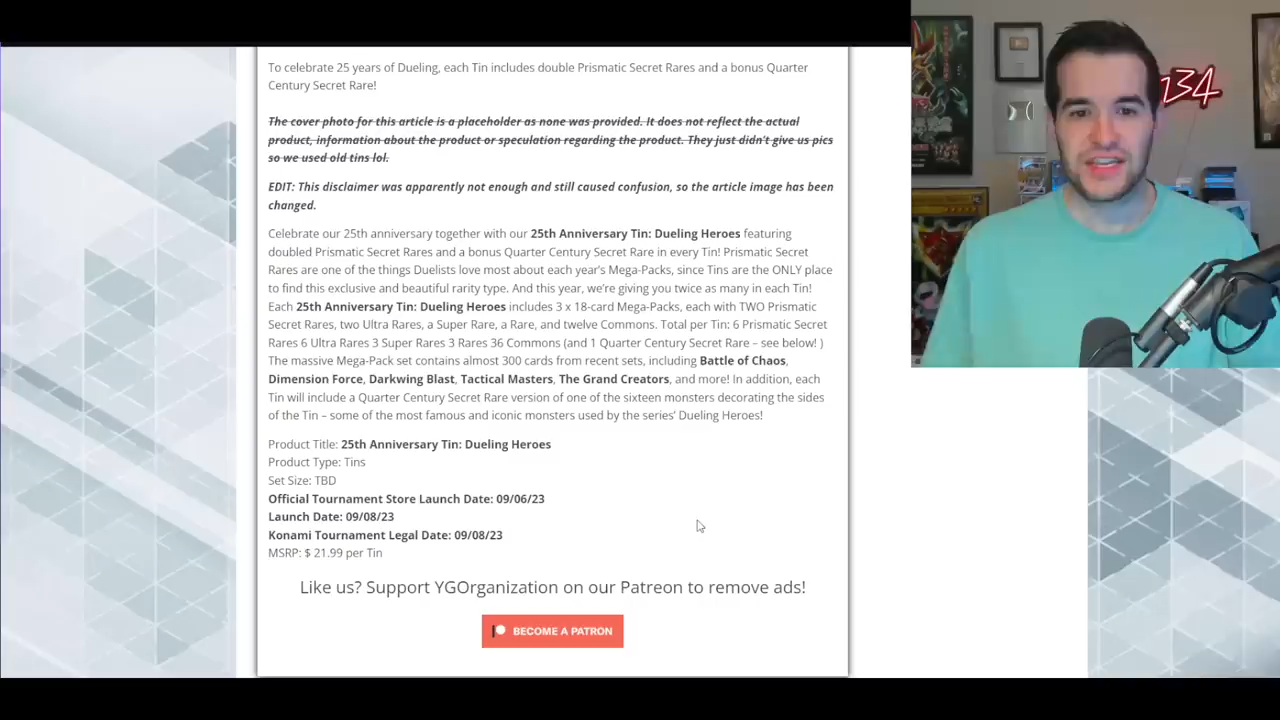 To celebrate 25 years of Dueling, each Tin includes double Prismatic Secret Rares and a bonus Quarter
Century Secret Rare!
The cover photo for this article is a placeholder as none was provided. It does not reflect the actual
product, information about the product or speculation regarding the product. They just didn't give us pics
so we used old tins lol.
EDIT: This disclaimer was apparently not enough and still caused confusion, so the article image has been
changed.
Celebrate our 25th anniversary together with our 25th Anniversary Tin: Dueling Heroes featuring
doubled Prismatic Secret Rares and a bonus Quarter Century Secret Rare in every Tin! Prismatic Secret
Rares are one of the things Duelists love most about each year's Mega-Packs, since Tins are the ONLY place
to find this exclusive and beautiful rarity type. And this year, we're giving you twice as many in each Tin!
Each 25th Anniversary Tin: Dueling Heroes includes 3 x 18-card Mega-Packs, each with TWO Prismatic
Secret Rares, two Ultra Rares, a Super Rare, a Rare, and twelve Commons. Total per Tin: 6 Prismatic Secret
Rares 6 Ultra Rares 3 Super Rares 3 Rares 36 Commons (and 1 Quarter Century Secret Rare – see below! )
The massive Mega-Pack set contains almost 300 cards from recent sets, including Battle of Chaos,
Dimension Force, Darkwing Blast, Tactical Masters, The Grand Creators, and more! In addition, each
Tin will include a Quarter Century Secret Rare version of one of the sixteen monsters decorating the sides
of the Tin – some of the most famous and iconic monsters used by the series' Dueling Heroes!
Product Title: 25th Anniversary Tin: Dueling Heroes
Product Type: Tins
Set Size: TBD
Official Tournament Store Launch Date: 09/06/23
Launch Date: 09/08/23
Konami Tournament Legal Date: 09/08/23
MSRP: $ 21.99 per Tin
Like us? Support YGOrganization on our Patreon to remove ads!
BECOME A PATRON
134